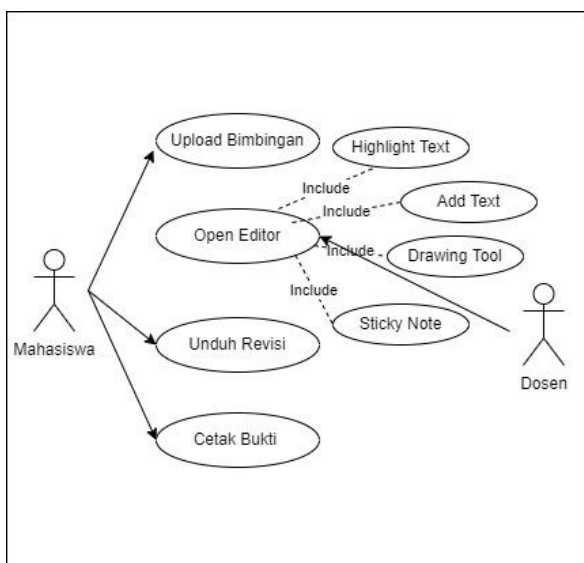 Upload Bimbingan
Highlight Text
Include
Add Text
Include
Open Editor
Include
Drawing Tool
Include
Sticky Note
Mahasiswa
Unduh Revisi
Dosen
Cetak Bukti